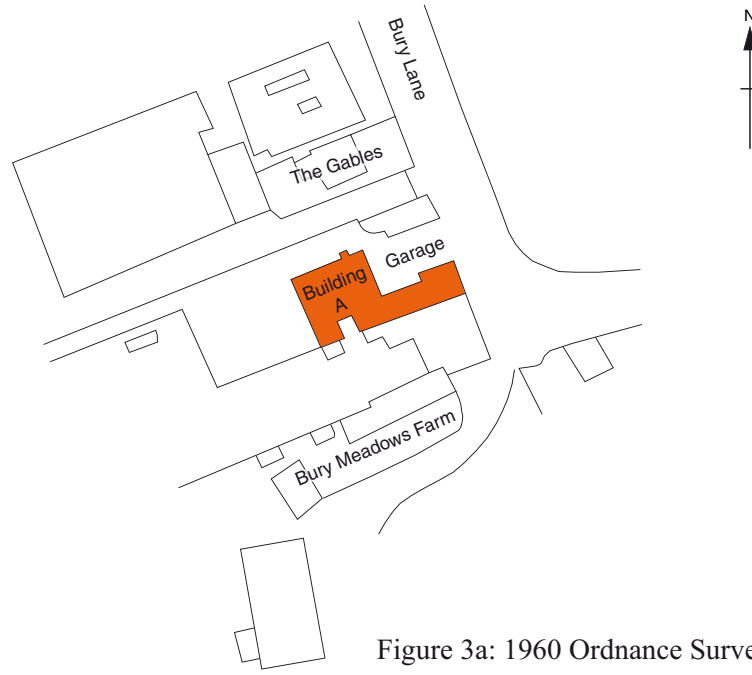 N
Bury Lane
The Gables
Garage
Building
A
Bury Meadows Farm
Figure 3a: 1960 Ordnance Surve